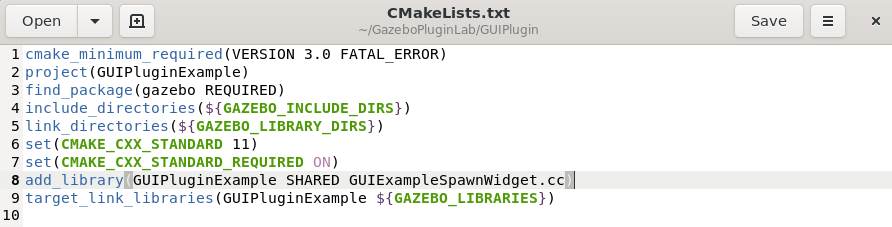 Open CMakeLists.txt Save
~/GazeboPluginLab/GUIPlugin
1 cmake_minimum_required(VERSION 3.0 FATAL_ERROR)
2 project(GUIPluginExample)
3 find_package(gazebo REQUIRED)
4 include_directories(${GAZEBO_INCLUDE_DIRS})
5 link_directories(${GAZEBO_LIBRARY_DIRS})
6 set(CMAKE_CXX_STANDARD 11)
7 set(CMAKE_CXX_STANDARD_REQUIRED ON)
8 add_library(GUIPluginExample SHARED GUIExampleSpawnWidget.cc)
9 target_link_libraries(GUIPluginExample ${GAZEBO_LIBRARIES})
10